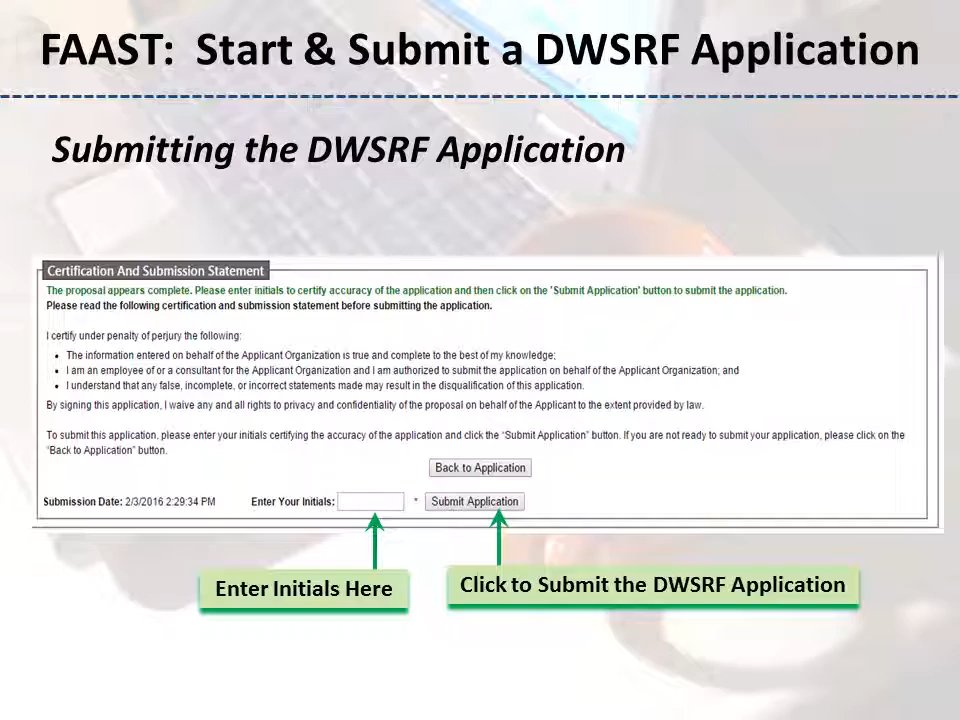 FAAST:  Start & Submit a DWSRF Application
Submitting the DWSRF Application
Certification And Submission Statement
The proposal appears complete. Please enter initials to certify accuracy of the application and then click on the 'Submit Application' button to submit the application.
Please read the following certification and submission statement before submitting the application.
I certify under penalty of perjury the following:
• The information entered on behalf of the Applicant Organization is true and complete to the best of my knowledge;
• I am an employee of or a consultant for the Applicant Organization and I am authorized to submit the application on behalf of the Applicant Organization; and
• I understand that any false, incomplete, or incorrect statements made may result in the disqualification of this application.
By signing this application, I waive any and all rights to privacy and confidentiality of the proposal on behalf of the Applicant to the extent provided by law.
To submit this application, please enter your initials certifying the accuracy of the application and click the "Submit Application" button. If you are not ready to submit your application, please click on the
"Back to Application" button.
Back to Application
Submission Date: 2/3/2016 2:29:34 PM Enter Your Initials: * Submit Application
Enter Initials Here
Click to Submit the DWSRF Application